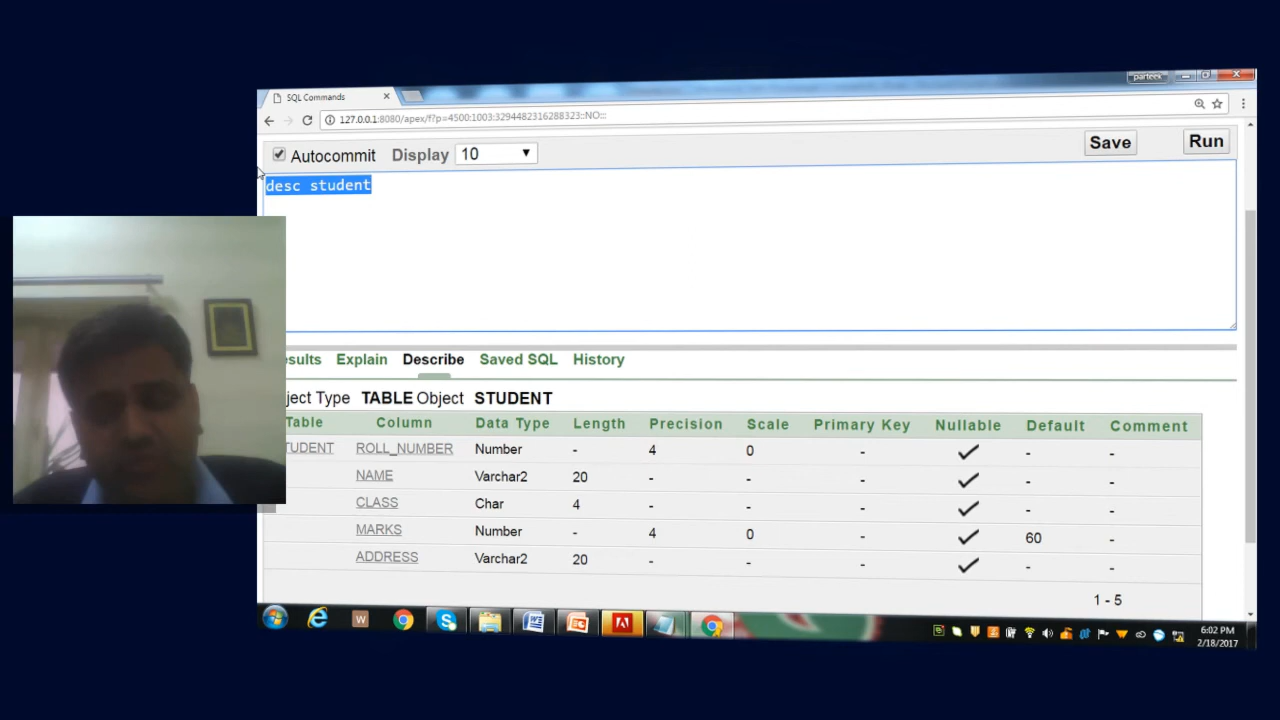 parteek
SQL Commands
127.0.0.1:8080/apex/f?p=4500:1003:3294482316288323::NO:::
Autocommit Display 10 Save Run
desc student
esults Explain Describe Saved SQL History
ject Type TABLE Object STUDENT
Table Column Data Type Length Precision Scale Primary Key Nullable Default Comment
TUDENT ROLL_NUMBER Number - 4 0 - - -
NAME Varchar2 20 - - - - -
CLASS Char 4 - - - - -
MARKS Number - 4 0 - 60 -
ADDRESS Varchar2 20 - - - - -
1 - 5
6:02 PM
2/18/2017